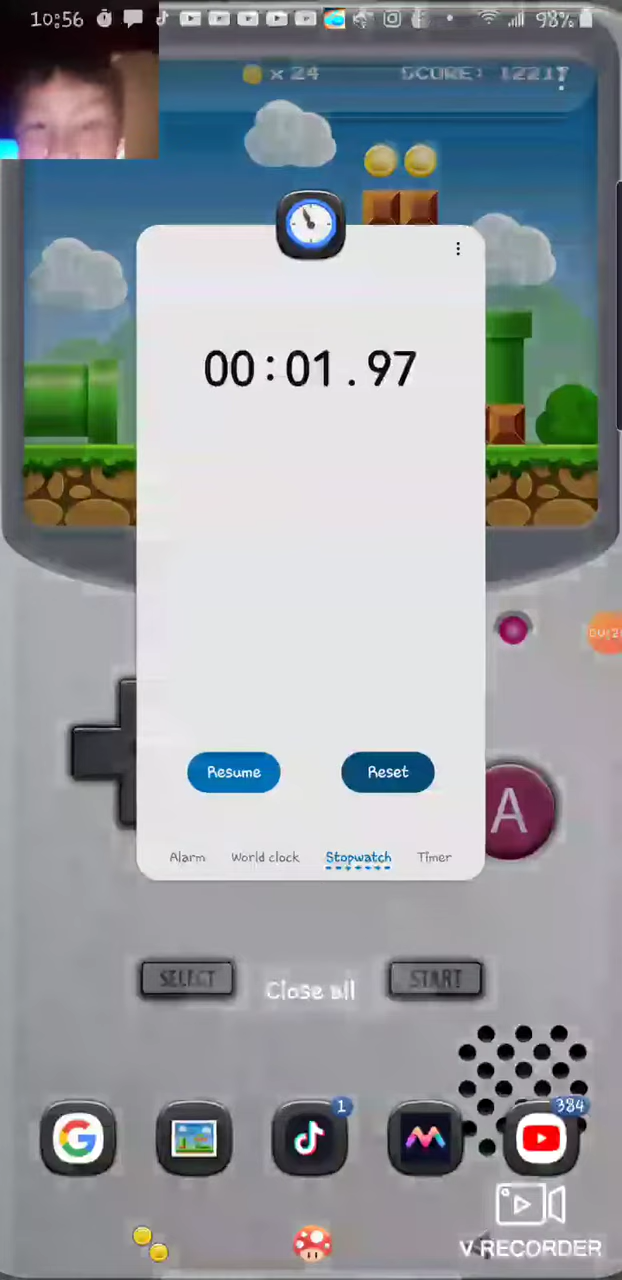 10:56
98%
x 24
SCORE: 1221
00:01.97
Resume
Reset
Alarm
World clock
Stopwatch
Timer
A
SELECT
Close all
START
1
384
V RECORDER